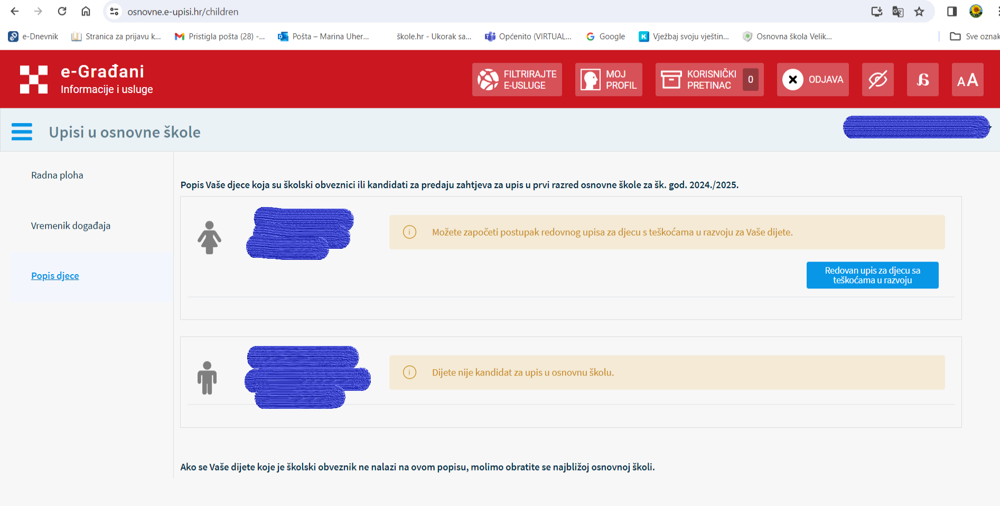 osnovne.e-upisi.hr/children
e-Dnevnik
Stranica za prijavu k...
Pristigla pošta (28) -...
Pošta – Marina Uher...
škole.hr - Ukorak sa...
Općenito (VIRTUAL...
Google
Vježbaj svoju vještin...
Osnovna škola Velik...
Sve oznak
e-Građani
Informacije i usluge
FILTRIRAJTE
E-USLUGE
MOJ
PROFIL
KORISNIČKI
PRETINAC
0
ODJAVA
AA
Upisi u osnovne škole
Radna ploha
Vremenik događaja
Popis djece
Popis Vaše djece koja su školski obveznici ili kandidati za predaju zahtjeva za upis u prvi razred osnovne škole za šk. god. 2024./2025.
Možete započeti postupak redovnog upisa za djecu s teškoćama u razvoju za Vaše dijete.
Redovan upis za djecu sa
teškoćama u razvoju
Dijete nije kandidat za upis u osnovnu školu.
Ako se Vaše dijete koje je školski obveznik ne nalazi na ovom popisu, molimo obratite se najbližoj osnovnoj školi.